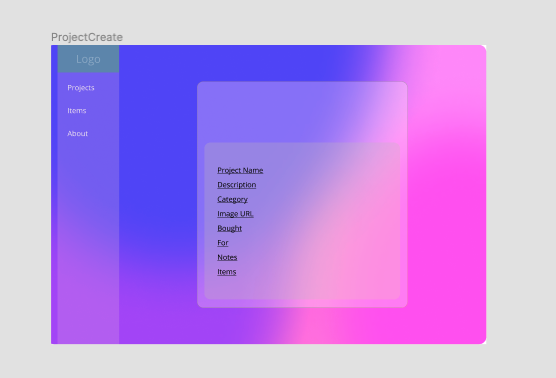 ProjectCreate
Logo
Projects
Items
About
Project Name
Description
Category
Image URL
Bought
For
Notes
Items